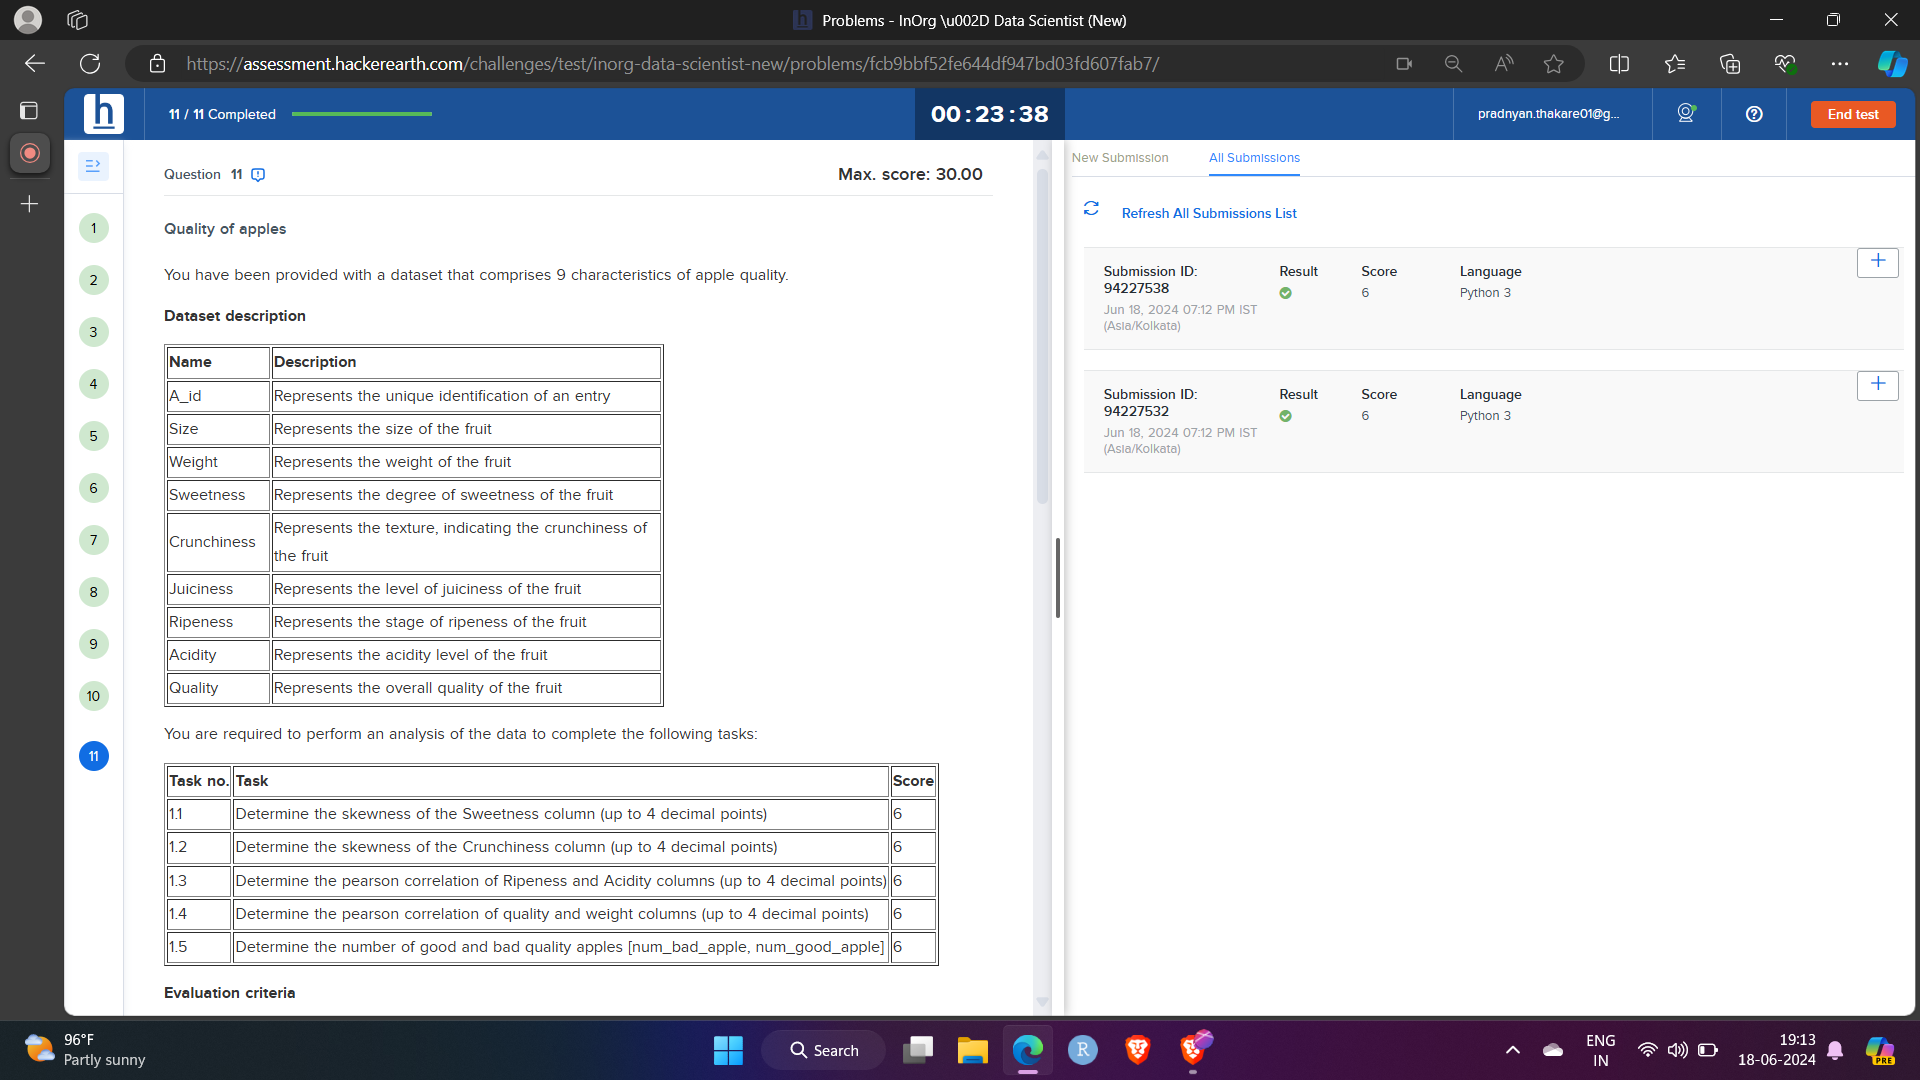 Problems - InOrg \u002D Data Scientist (New)
https://assessment.hackerearth.com/challenges/test/inorg-data-scientist-new/problems/fcb9bbf52fe644df947bd03fd607fab7/
h
11 / 11 Completed
00:23:38
pradnyan.thakare01@g...
End test
Question 11
Max. score: 30.00
New Submission
All Submissions
Refresh All Submissions List
1
2
3
4
5
6
7
8
9
10
11
Quality of apples
You have been provided with a dataset that comprises 9 characteristics of apple quality.
Dataset description
Name Description
A_id Represents the unique identification of an entry
Size Represents the size of the fruit
Weight Represents the weight of the fruit
Sweetness Represents the degree of sweetness of the fruit
Crunchiness Represents the texture, indicating the crunchiness of
the fruit
Juiciness Represents the level of juiciness of the fruit
Ripeness Represents the stage of ripeness of the fruit
Acidity Represents the acidity level of the fruit
Quality Represents the overall quality of the fruit
You are required to perform an analysis of the data to complete the following tasks:
Task no. Task Score
1.1 Determine the skewness of the Sweetness column (up to 4 decimal points) 6
1.2 Determine the skewness of the Crunchiness column (up to 4 decimal points) 6
1.3 Determine the pearson correlation of Ripeness and Acidity columns (up to 4 decimal points) 6
1.4 Determine the pearson correlation of quality and weight columns (up to 4 decimal points) 6
1.5 Determine the number of good and bad quality apples [num_bad_apple, num_good_apple] 6
Evaluation criteria
Submission ID: Result Score Language
94227538 6 Python 3
Jun 18, 2024 07:12 PM IST
(Asia/Kolkata)
Submission ID: Result Score Language
94227532 6 Python 3
Jun 18, 2024 07:12 PM IST
(Asia/Kolkata)
96°F
Partly sunny
Search
R
ENG
IN
19:13
18-06-2024
PRE